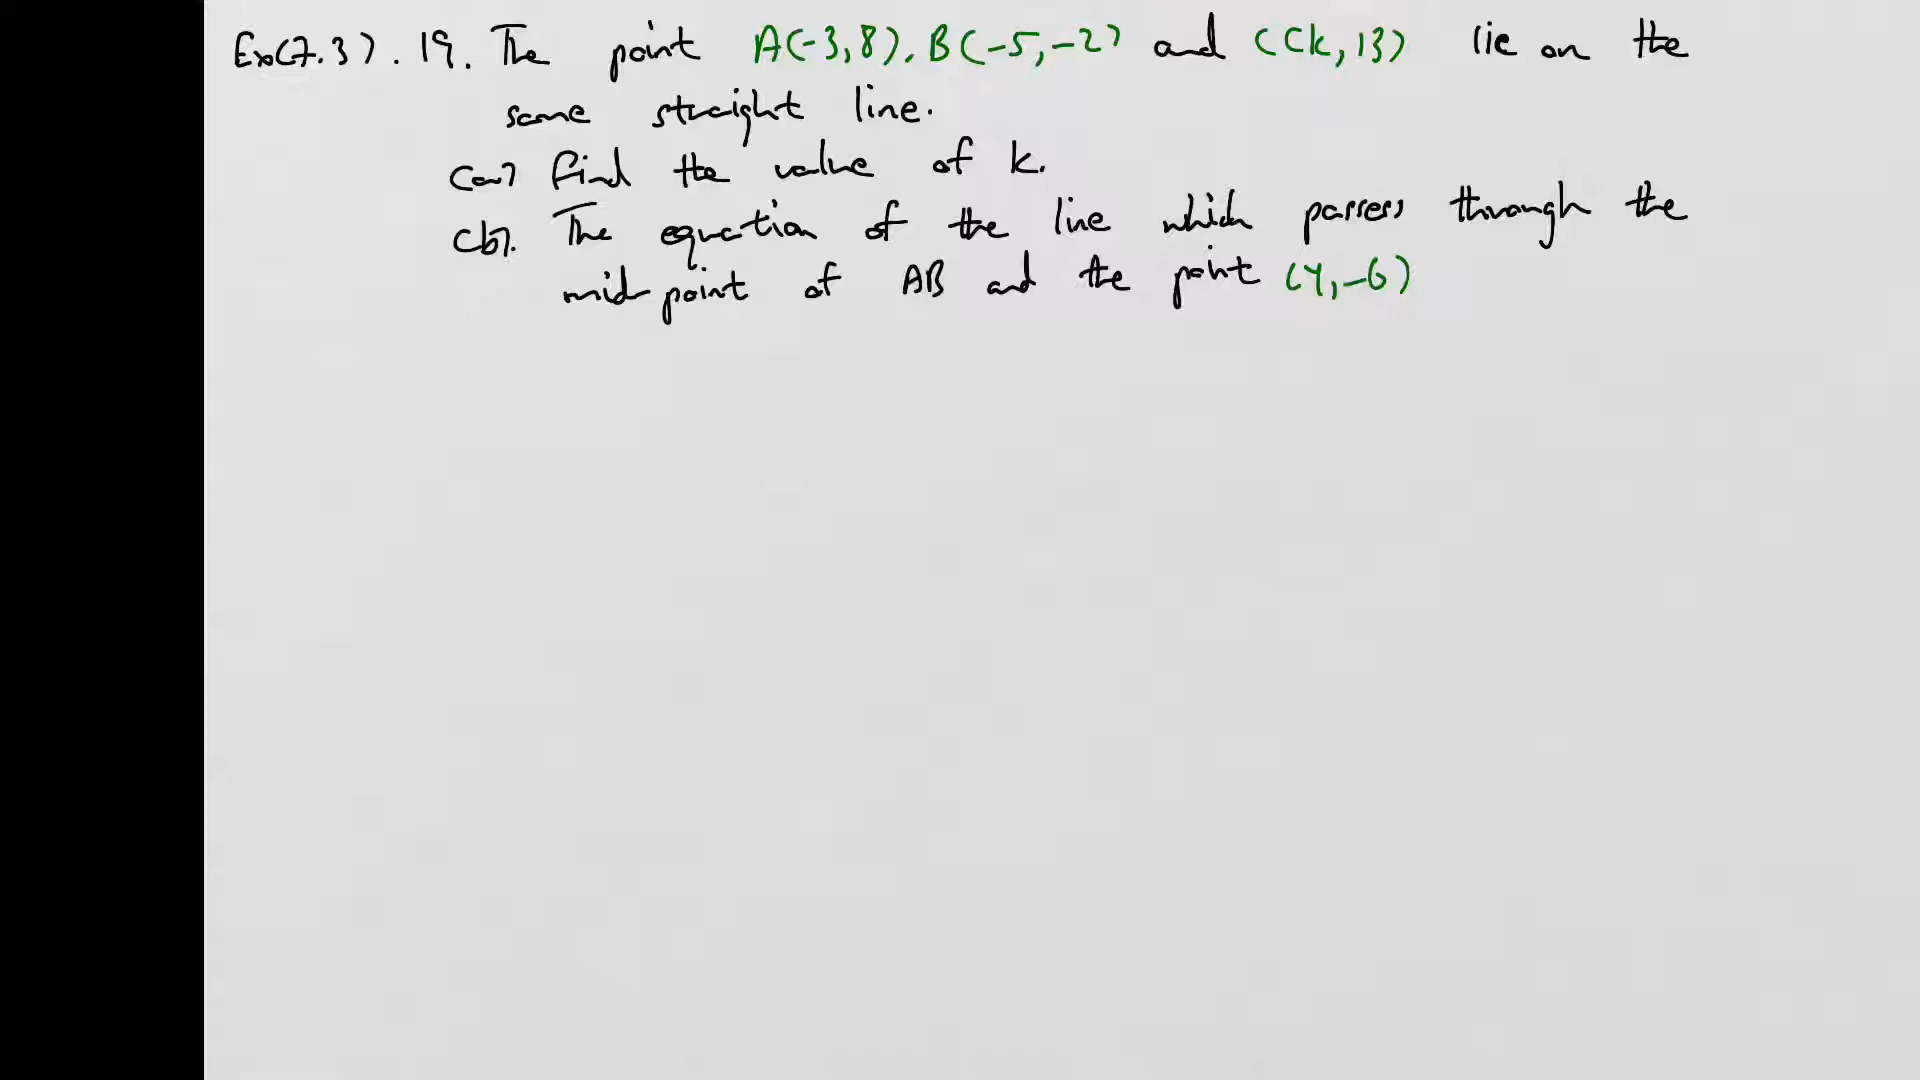 Ex(7.3). 19. The point A(-3,8), B(-5,-2) and C(k,13) lie on the
same straight line.
(a) Find the value of k.
(b). The equation of the line which passes through the
mid-point of AB and the point (4,-6)